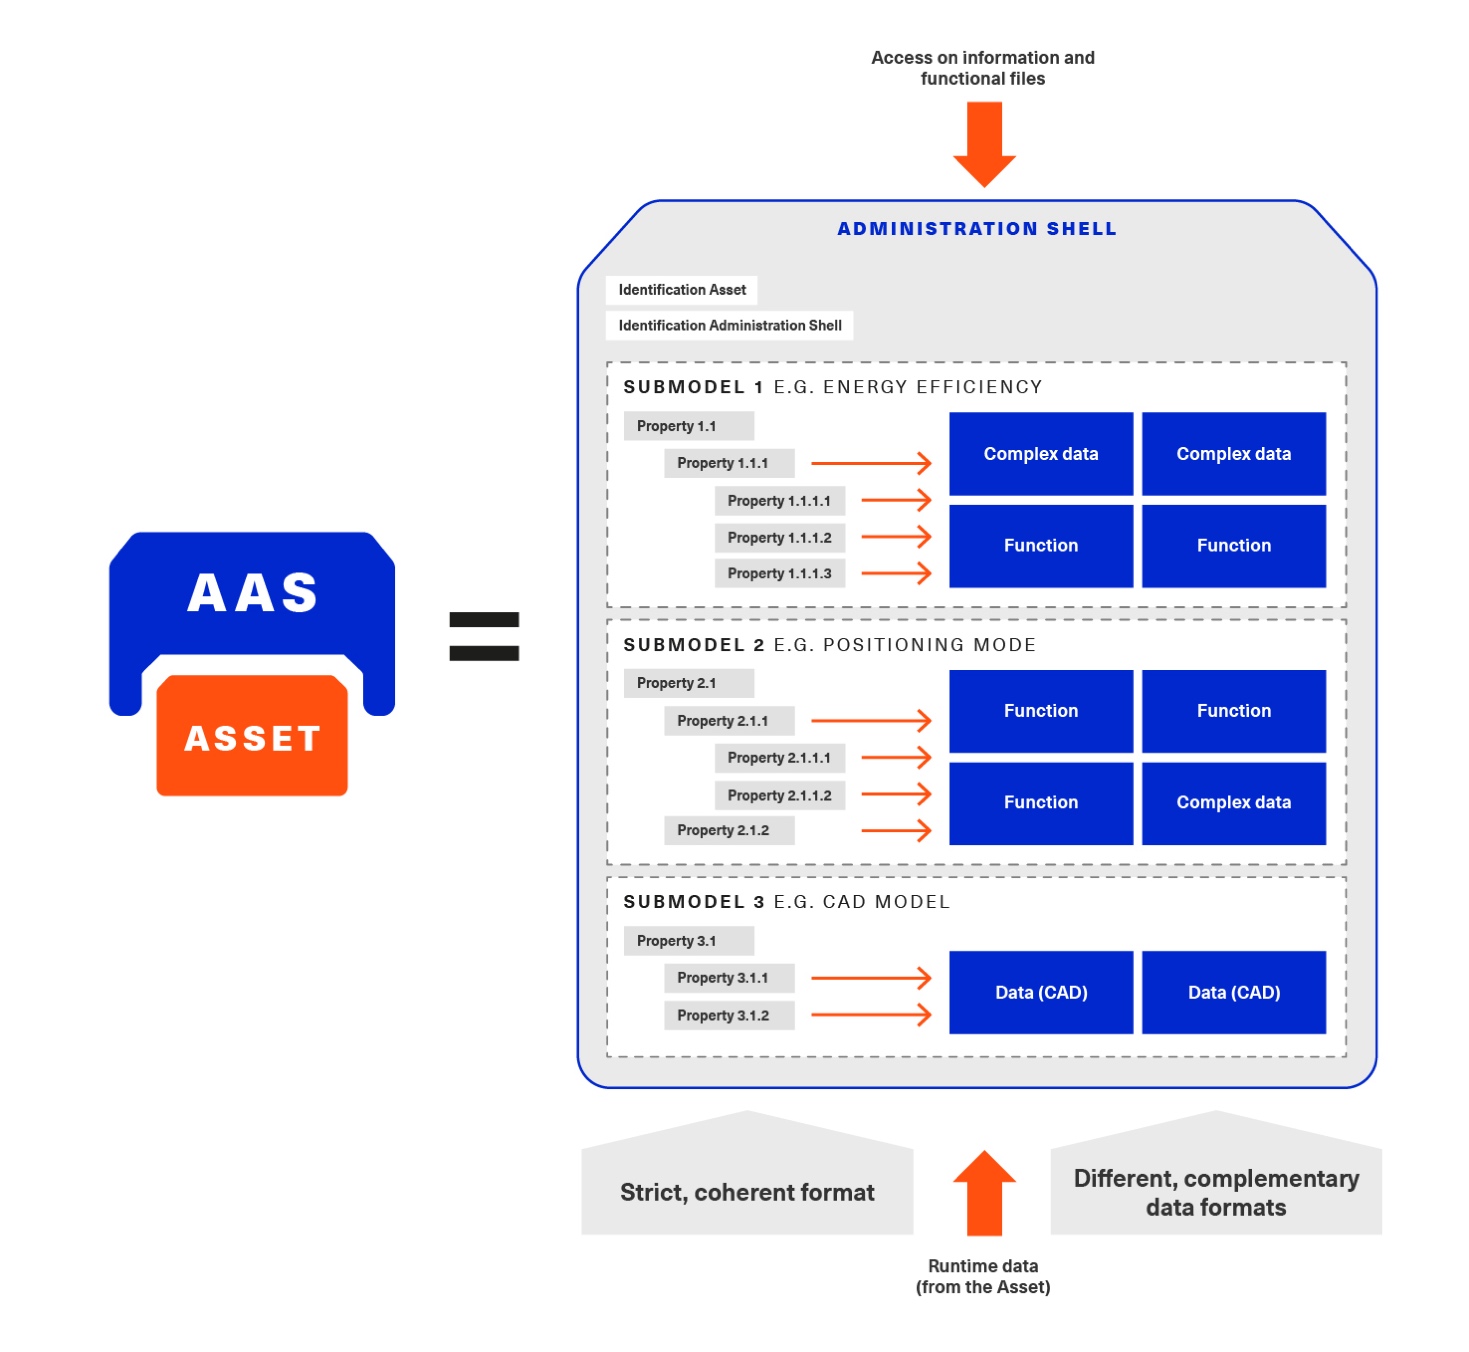 Access on information and
functional files
ADMINISTRATION SHELL
Identification Asset
Identification Administration Shell
SUBMODEL 1 E.G. ENERGY EFFICIENCY
Property 1.1
Property 1.1.1
Property 1.1.1.1
Property 1.1.1.2
Property 1.1.1.3
Complex data
Complex data
Function
Function
AAS
ASSET
SUBMODEL 2 E.G. POSITIONING MODE
Property 2.1
Property 2.1.1
Property 2.1.1.1
Property 2.1.1.2
Property 2.1.2
Function
Function
Function
Complex data
SUBMODEL 3 E.G. CAD MODEL
Property 3.1
Property 3.1.1
Property 3.1.2
Data (CAD)
Data (CAD)
Strict, coherent format
Different, complementary
data formats
Runtime data
(from the Asset)